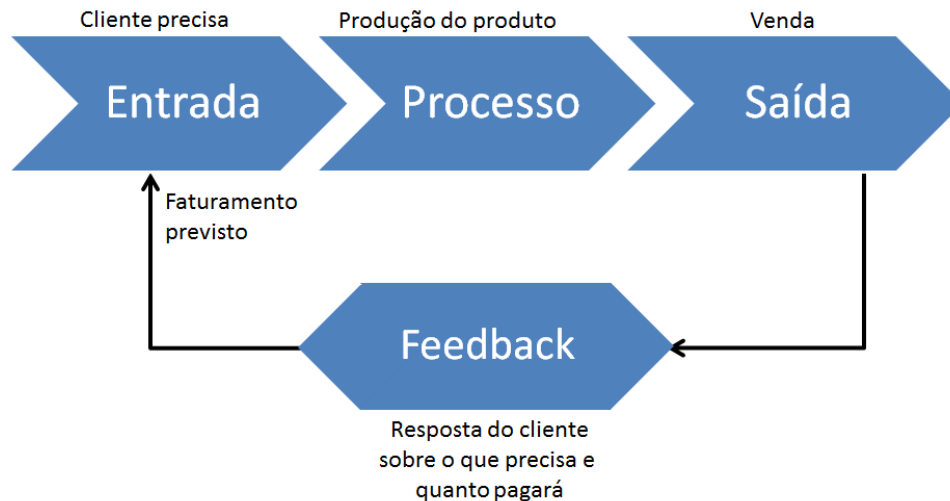 Cliente precisa
Produção do produto
Venda
Entrada
Processo
Saída
Faturamento
previsto
Feedback
Resposta do cliente
sobre o que precisa e
quanto pagará